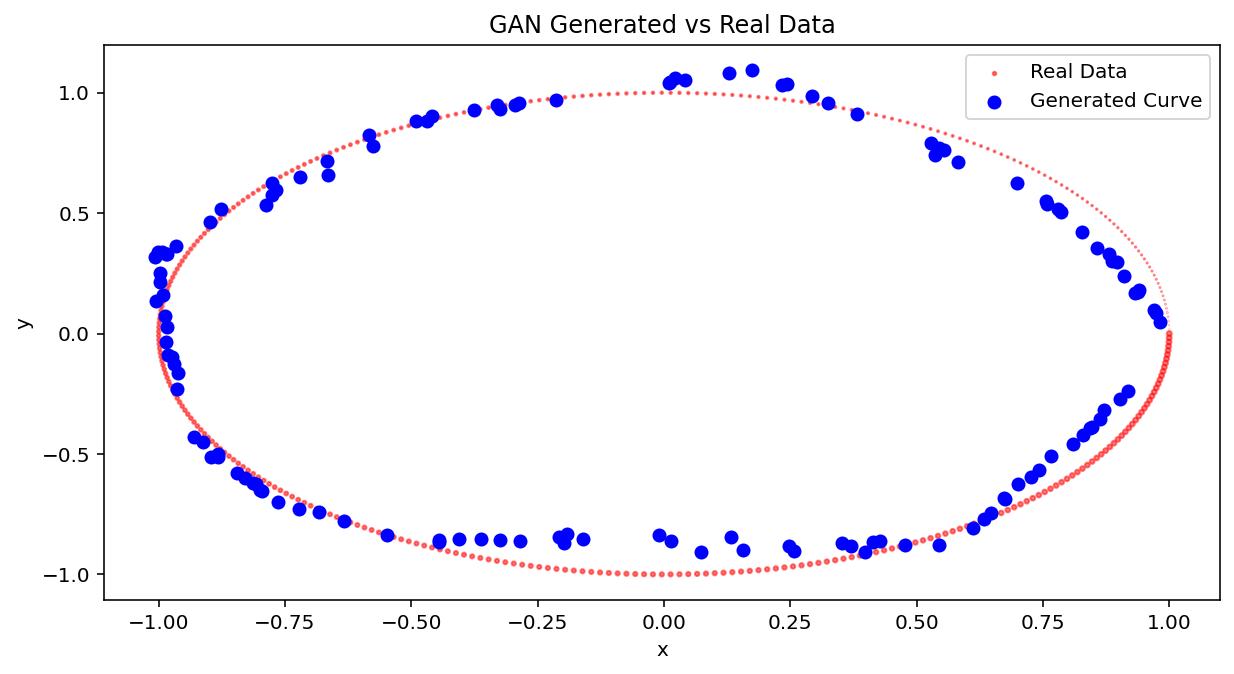 GAN Generated vs Real Data
Real Data
Generated Curve
y
1.0
0.5
0.0
−0.5
−1.0
−1.00 −0.75 −0.50 −0.25 0.00 0.25 0.50 0.75 1.00
x